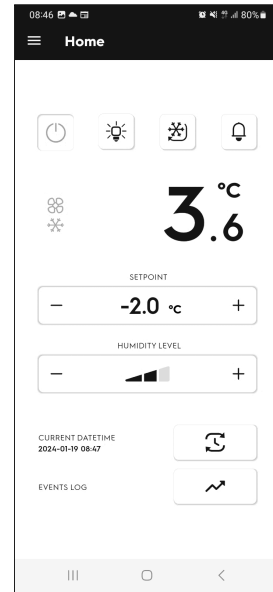 08:46 80%
Home
3.6 °C
SETPOINT
− -2.0 °C +
HUMIDITY LEVEL
− +
CURRENT DATETIME
2024-01-19 08:47
EVENTS LOG